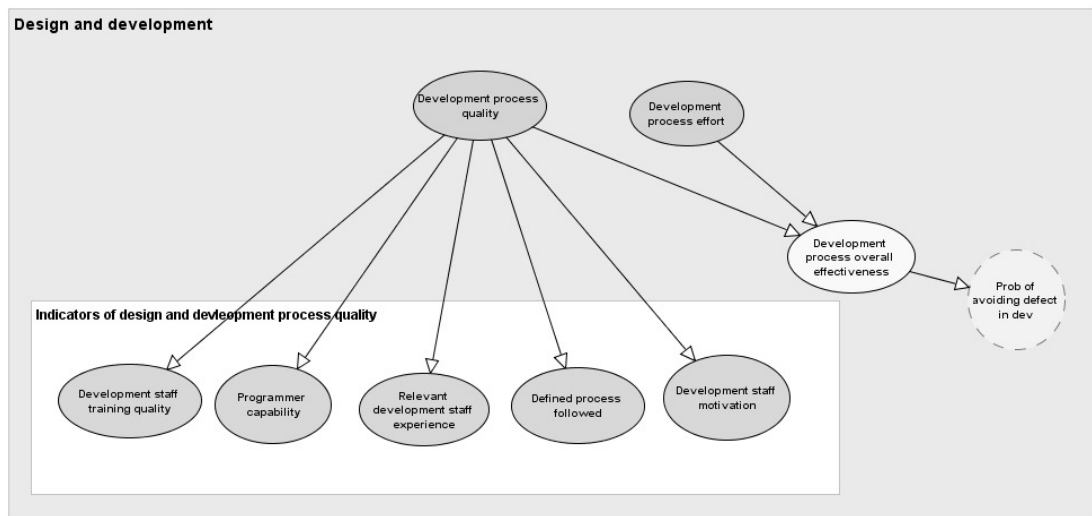 Design and development
Development process
quality
Development
process effort
Development
process overall
effectiveness
Prob of
avoiding defect
in dev
Indicators of design and devleopment process quality
Development staff
training quality
Programmer
capability
Relevant
development staff
experience
Defined process
followed
Development staff
motivation